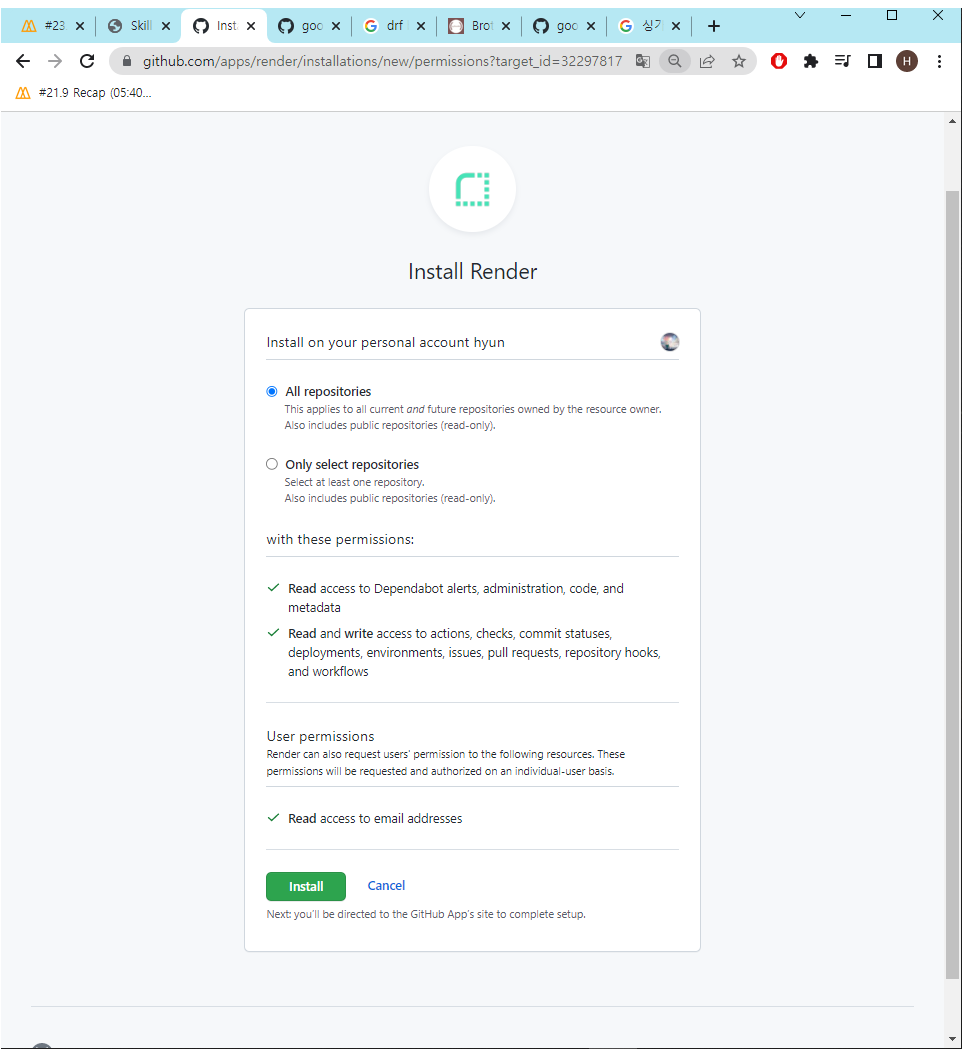 #23
Skill
Inst
goo
drf
Brot
goo
싱
github.com/apps/render/installations/new/permissions?target_id=32297817
H
#21.9 Recap (05:40...
Install Render
Install on your personal account hyun
All repositories
This applies to all current and future repositories owned by the resource owner.
Also includes public repositories (read-only).
Only select repositories
Select at least one repository.
Also includes public repositories (read-only).
with these permissions:
Read access to Dependabot alerts, administration, code, and
metadata
Read and write access to actions, checks, commit statuses,
deployments, environments, issues, pull requests, repository hooks,
and workflows
User permissions
Render can also request users' permission to the following resources. These
permissions will be requested and authorized on an individual-user basis.
Read access to email addresses
Install Cancel
Next: you'll be directed to the GitHub App's site to complete setup.